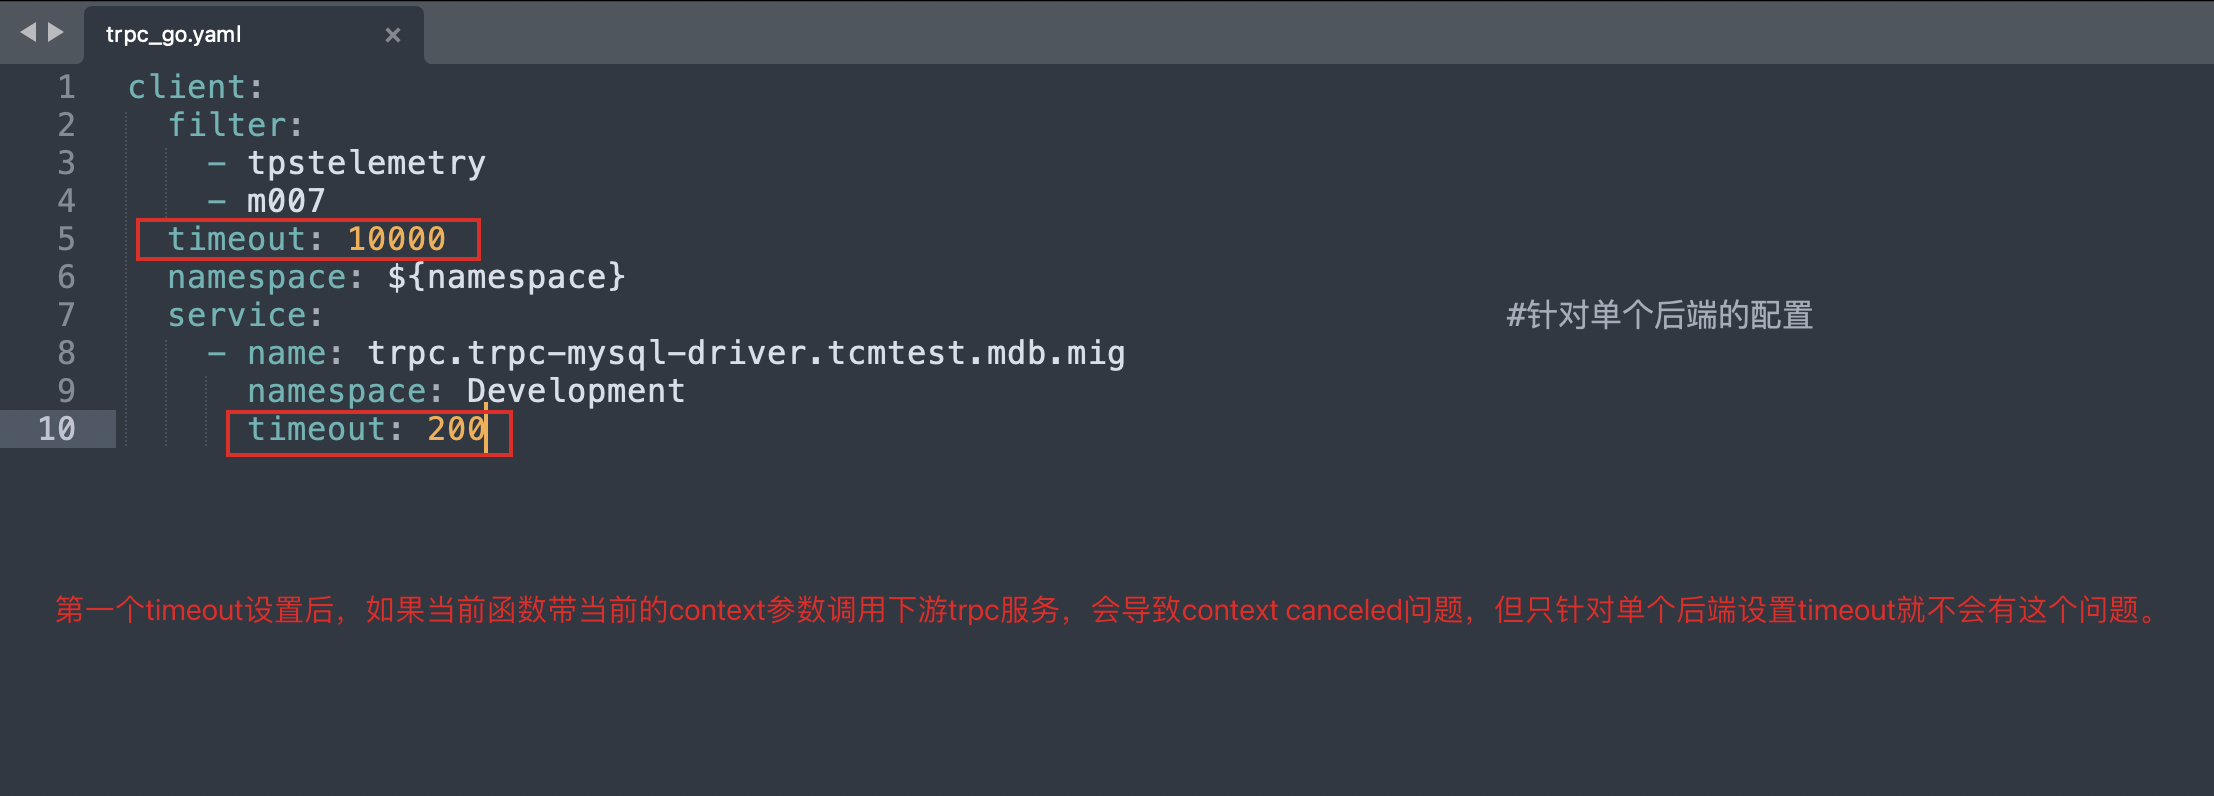 trpc_go.yaml
1 client:
2 filter:
3 - tpstelemetry
4 - m007
5 timeout: 10000
6 namespace: ${namespace}
7 service: #针对单个后端的配置
8 - name: trpc.trpc-mysql-driver.tcmtest.mdb.mig
9 namespace: Development
10 timeout: 200
第一个timeout设置后，如果当前函数带当前的context参数调用下游trpc服务，会导致context canceled问题，但只针对单个后端设置timeout就不会有这个问题。